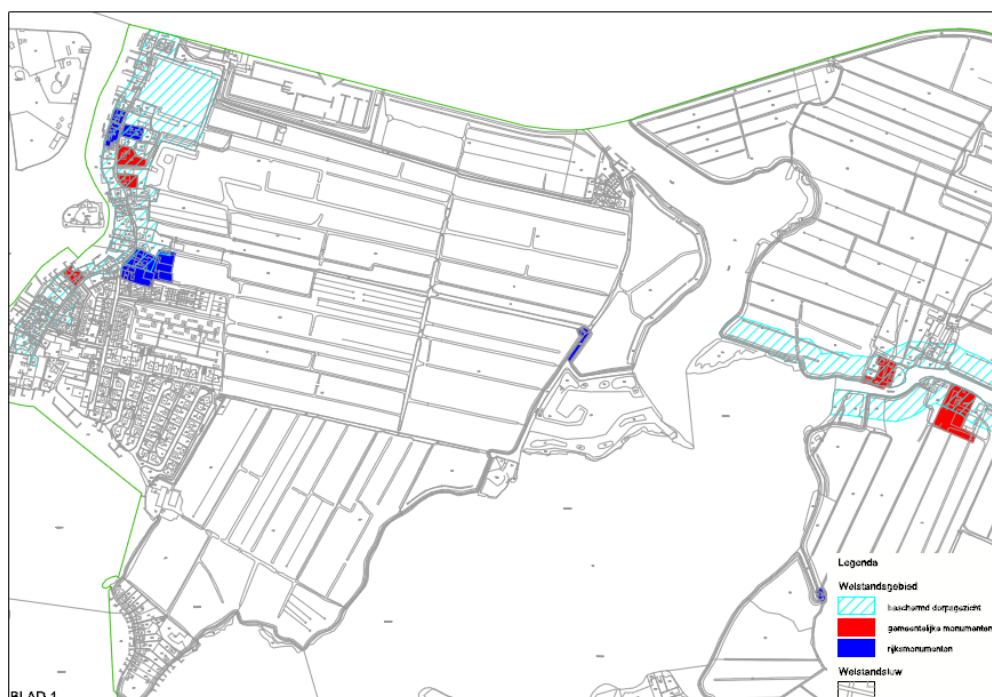 Legenda
Welstandsgebied
beschermd dorpsgezicht
gemeentelijke monumenten
rijksmonumenten
Welstandsluw
BLAD 1